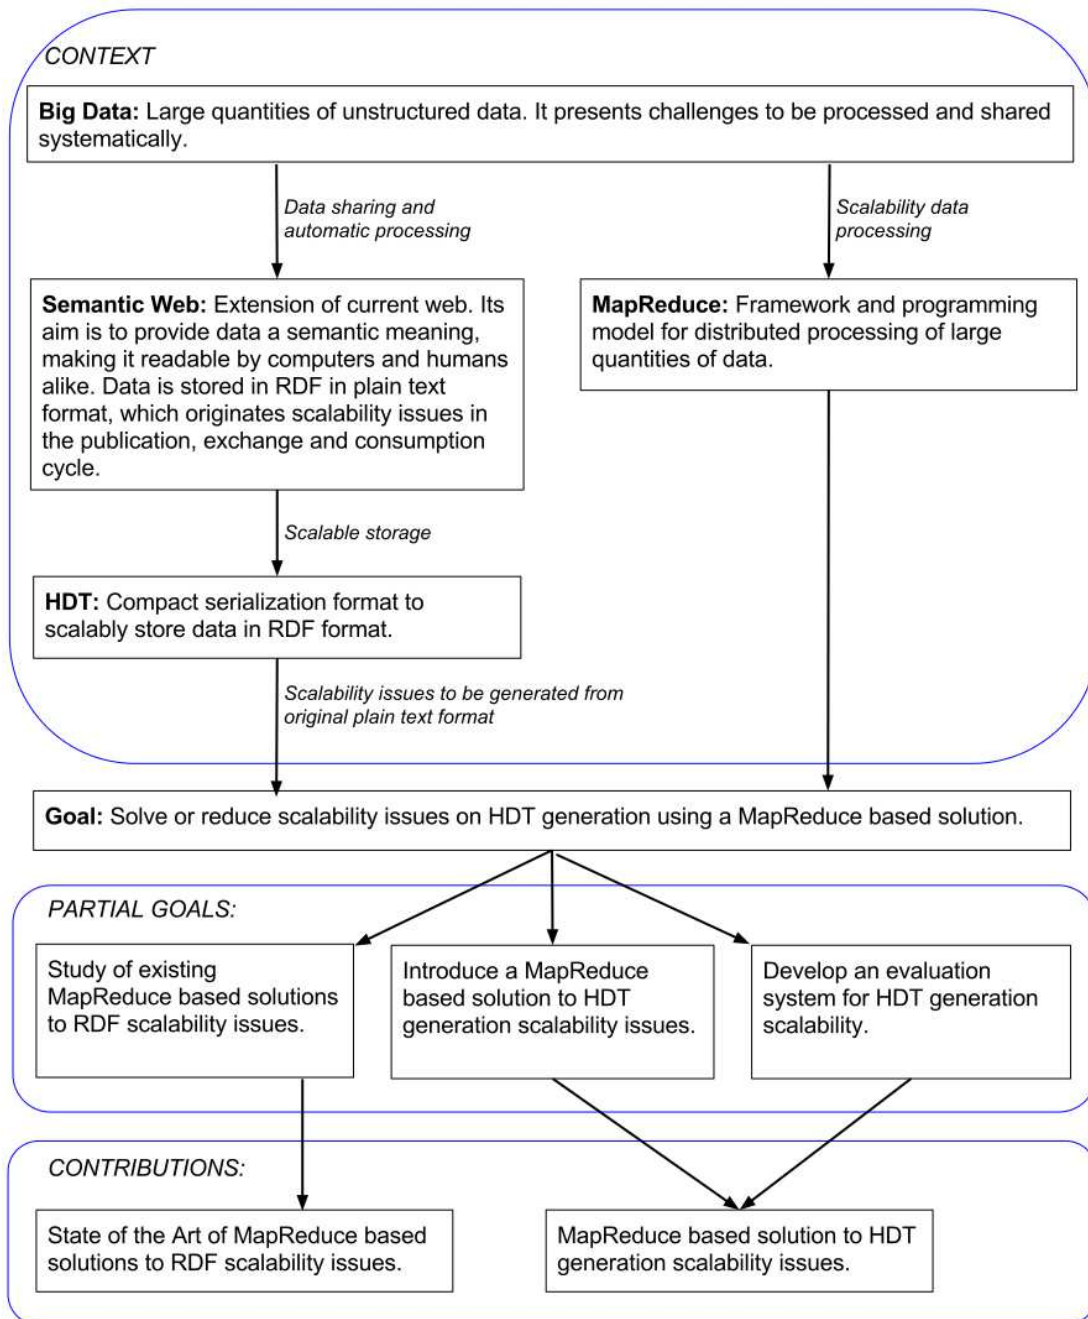 CONTEXT
Big Data: Large quantities of unstructured data. It presents challenges to be processed and shared
systematically.
Data sharing and
automatic processing
Scalability data
processing
Semantic Web: Extension of current web. Its
aim is to provide data a semantic meaning,
making it readable by computers and humans
alike. Data is stored in RDF in plain text
format, which originates scalability issues in
the publication, exchange and consumption
cycle.
MapReduce: Framework and programming
model for distributed processing of large
quantities of data.
Scalable storage
HDT: Compact serialization format to
scalably store data in RDF format.
Scalability issues to be generated from
original plain text format
Goal: Solve or reduce scalability issues on HDT generation using a MapReduce based solution.
PARTIAL GOALS:
Study of existing
MapReduce based solutions
to RDF scalability issues.
Introduce a MapReduce
based solution to HDT
generation scalability issues.
Develop an evaluation
system for HDT generation
scalability.
CONTRIBUTIONS:
State of the Art of MapReduce based
solutions to RDF scalability issues.
MapReduce based solution to HDT
generation scalability issues.